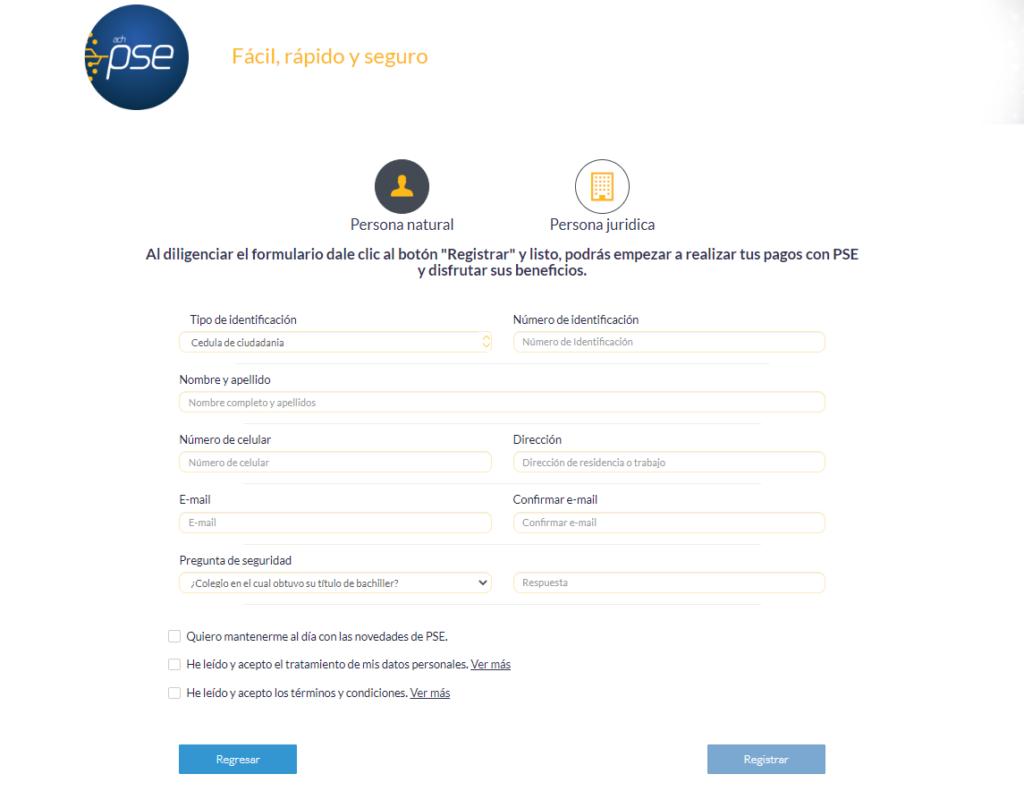 ach
pse
Fácil, rápido y seguro
Persona natural
Persona juridica
Al diligenciar el formulario dale clic al botón "Registrar" y listo, podrás empezar a realizar tus pagos con PSE
y disfrutar sus beneficios.
Tipo de identificación
Número de identificación
Cedula de ciudadania
Número de Identificación
Nombre y apellido
Nombre completo y apellidos
Número de celular
Dirección
Número de celular
Dirección de residencia o trabajo
E-mail
Confirmar e-mail
E-mail
Confirmar e-mail
Pregunta de seguridad
¿Colegio en el cual obtuvo su título de bachiller?
Respuesta
Quiero mantenerme al día con las novedades de PSE.
He leído y acepto el tratamiento de mis datos personales. Ver más
He leído y acepto los términos y condiciones. Ver más
Regresar
Registrar